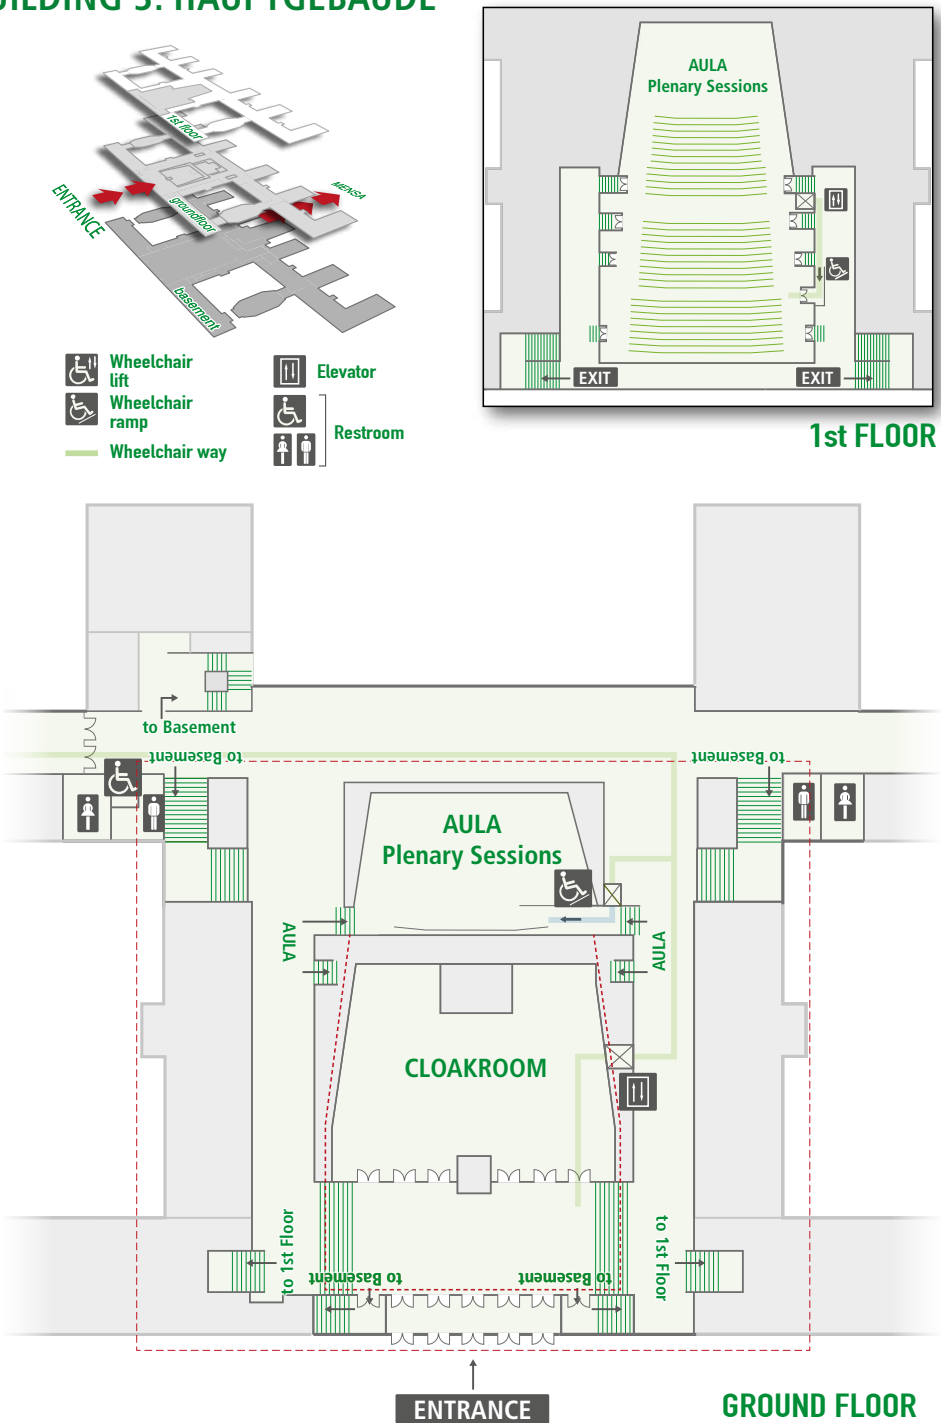 BUILDING 3: HAUPTGEBÄUDE
AULA
Plenary Sessions
1st floor
ENTRANCE
MENSA
groundfloor
basement
Wheelchair
lift
Wheelchair
ramp
Wheelchair way
Elevator
Restroom
EXIT
EXIT
1st FLOOR
to Basement
to Basement
to Basement
AULA
Plenary Sessions
AULA
AULA
CLOAKROOM
to 1st Floor
to 1st Floor
to Basement
to Basement
ENTRANCE
GROUND FLOOR